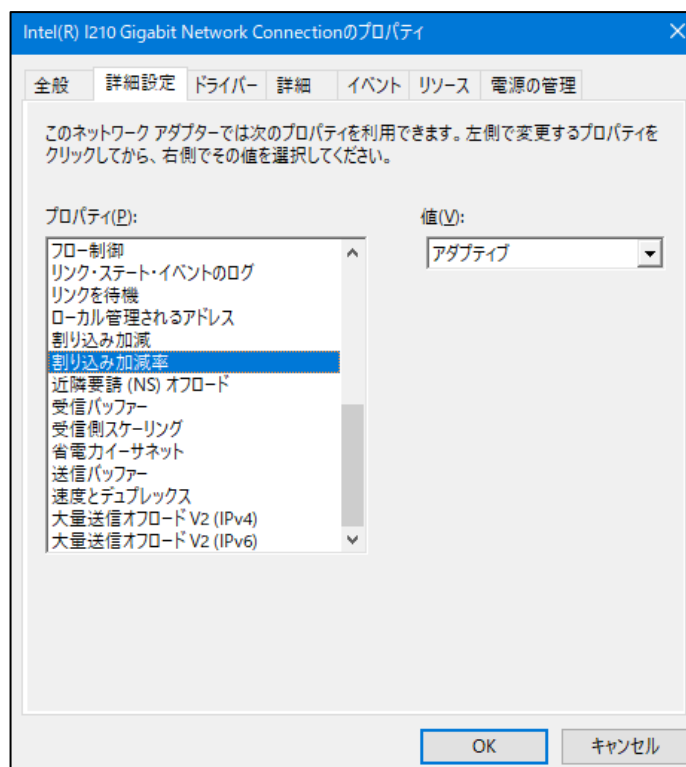 Intel(R) I210 Gigabit Network Connectionのプロパティ
全般 詳細設定 ドライバー 詳細 イベント リソース 電源の管理
このネットワーク アダプターでは次のプロパティを利用できます。左側で変更するプロパティを
クリックしてから、右側でその値を選択してください。
プロパティ(P): 値(V):
フロー制御 アダプティブ
リンク・ステート・イベントのログ
リンクを待機
ローカル管理されるアドレス
割り込み加減
割り込み加減率
近隣要請 (NS) オフロード
受信バッファー
受信側スケーリング
省電力イーサネット
送信バッファー
速度とデュプレックス
大量送信オフロード V2 (IPv4)
大量送信オフロード V2 (IPv6)
OK キャンセル